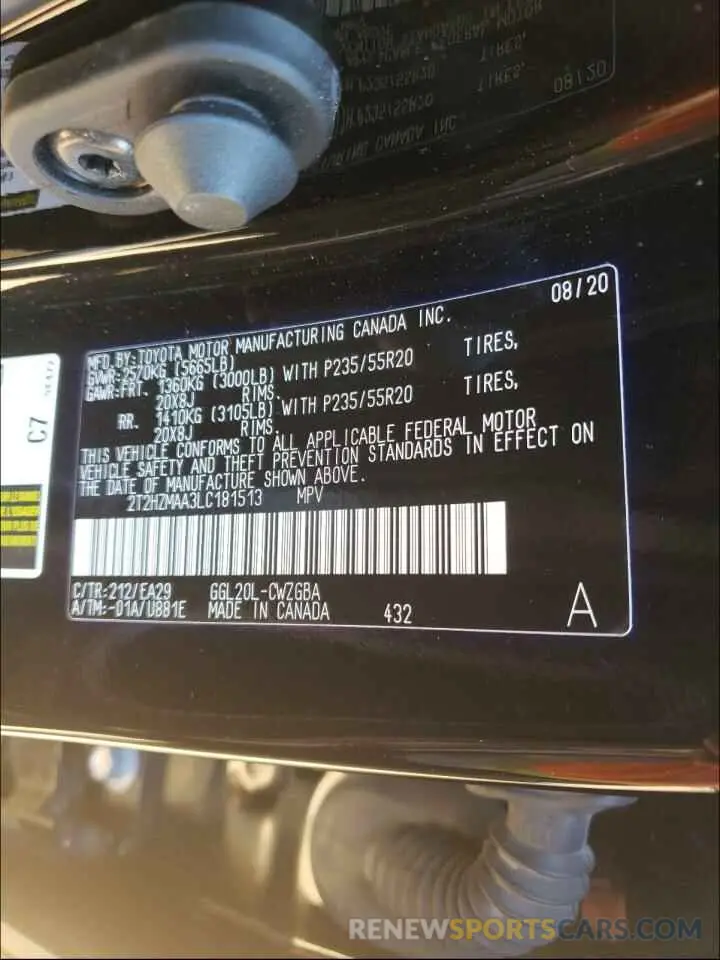 08/20
MFD.BY:TOYOTA MOTOR MANUFACTURING CANADA INC.
GVWR:2570KG (5665LB)
GAWR:FRT. 1360KG (3000LB) WITH P235/55R20 TIRES,
20X8J RIMS.
RR. 1410KG (3105LB) WITH P235/55R20 TIRES,
20X8J RIMS.
THIS VEHICLE CONFORMS TO ALL APPLICABLE FEDERAL MOTOR
VEHICLE SAFETY AND THEFT PREVENTION STANDARDS IN EFFECT ON
THE DATE OF MANUFACTURE SHOWN ABOVE.
2T2HZMAA3LC181513 MPV
C/TR:212/EA29 GGL20L-CWZGBA
A/TM:-01A/U881E MADE IN CANADA 432 A
C7
RENEWSPORTSCARS.COM